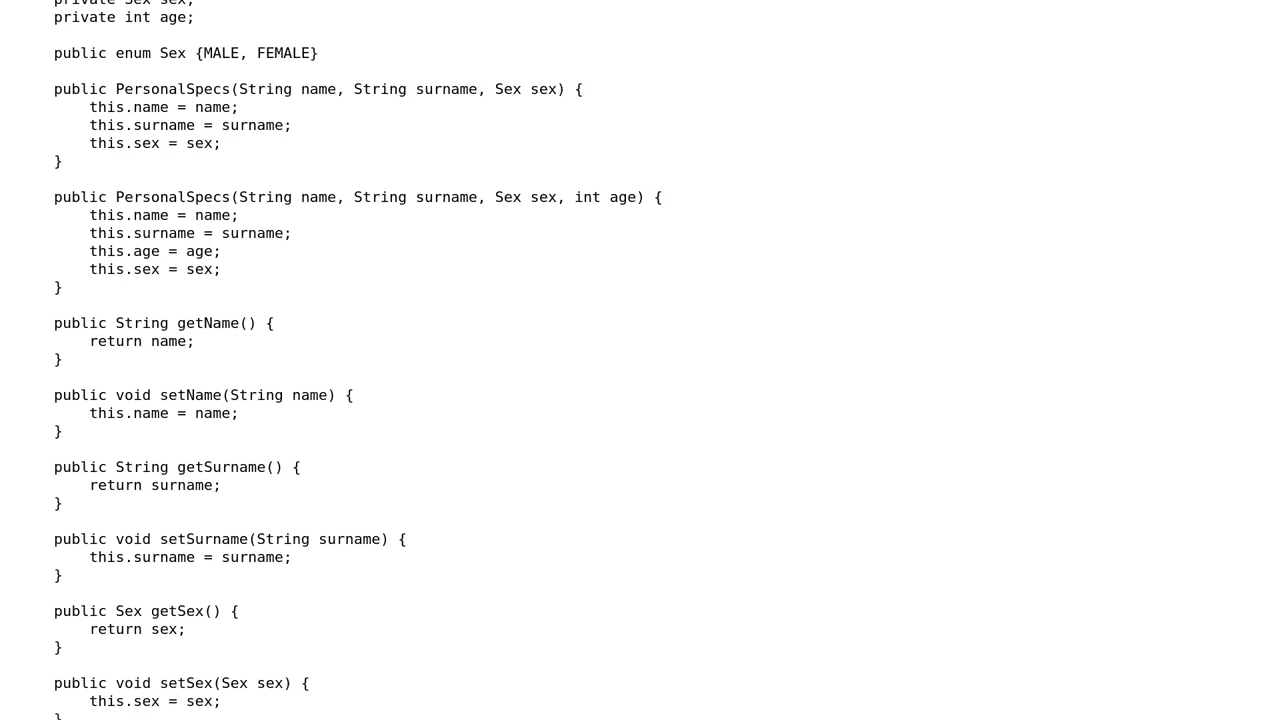 private Sex sex;
private int age;
public enum Sex {MALE, FEMALE}
public PersonalSpecs(String name, String surname, Sex sex) {
this.name = name;
this.surname = surname;
this.sex = sex;
}
public PersonalSpecs(String name, String surname, Sex sex, int age) {
this.name = name;
this.surname = surname;
this.age = age;
this.sex = sex;
}
public String getName() {
return name;
}
public void setName(String name) {
this.name = name;
}
public String getSurname() {
return surname;
}
public void setSurname(String surname) {
this.surname = surname;
}
public Sex getSex() {
return sex;
}
public void setSex(Sex sex) {
this.sex = sex;
}